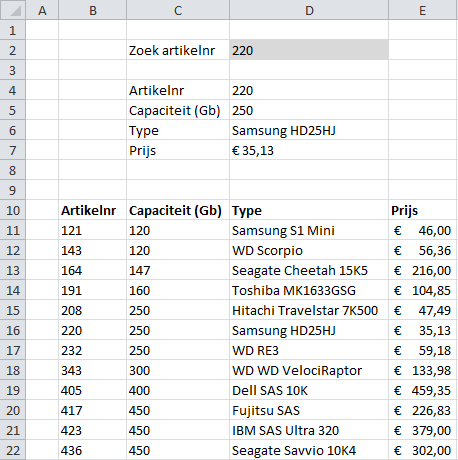 A B C D E
1
2 Zoek artikelnr 220
3
4 Artikelnr 220
5 Capaciteit (Gb) 250
6 Type Samsung HD25HJ
7 Prijs € 35,13
8
9
10 Artikelnr Capaciteit (Gb) Type Prijs
11 121 120 Samsung S1 Mini € 46,00
12 143 120 WD Scorpio € 56,36
13 164 147 Seagate Cheetah 15K5 € 216,00
14 191 160 Toshiba MK1633GSG € 104,85
15 208 250 Hitachi Travelstar 7K500 € 47,49
16 220 250 Samsung HD25HJ € 35,13
17 232 250 WD RE3 € 59,18
18 343 300 WD WD VelociRaptor € 133,98
19 405 400 Dell SAS 10K € 459,35
20 417 450 Fujitsu SAS € 226,83
21 423 450 IBM SAS Ultra 320 € 379,00
22 436 450 Seagate Savvio 10K4 € 302,00